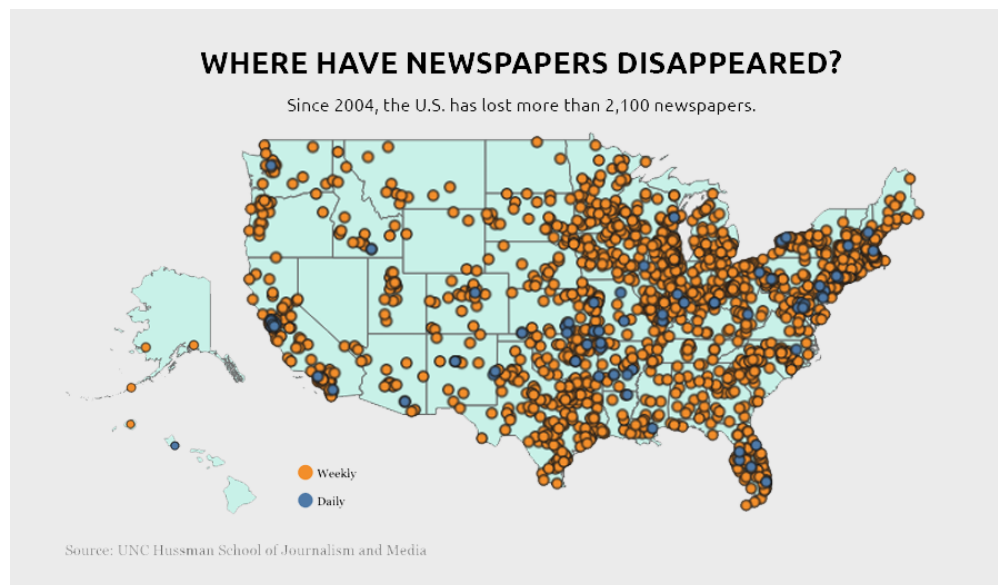 WHERE HAVE NEWSPAPERS DISAPPEARED?
Since 2004, the U.S. has lost more than 2,100 newspapers.
Weekly
Daily
Source: UNC Hussman School of Journalism and Media